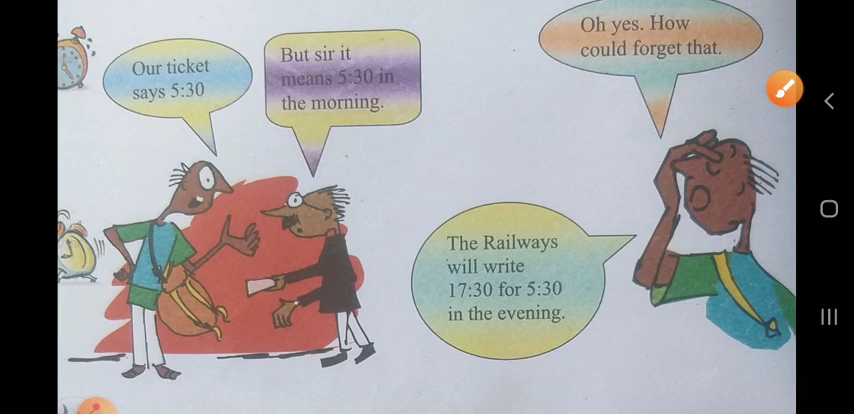 Our ticket
says 5:30
But sir it
means 5:30 in
the morning.
Oh yes. How
could forget that.
The Railways
will write
17:30 for 5:30
in the evening.